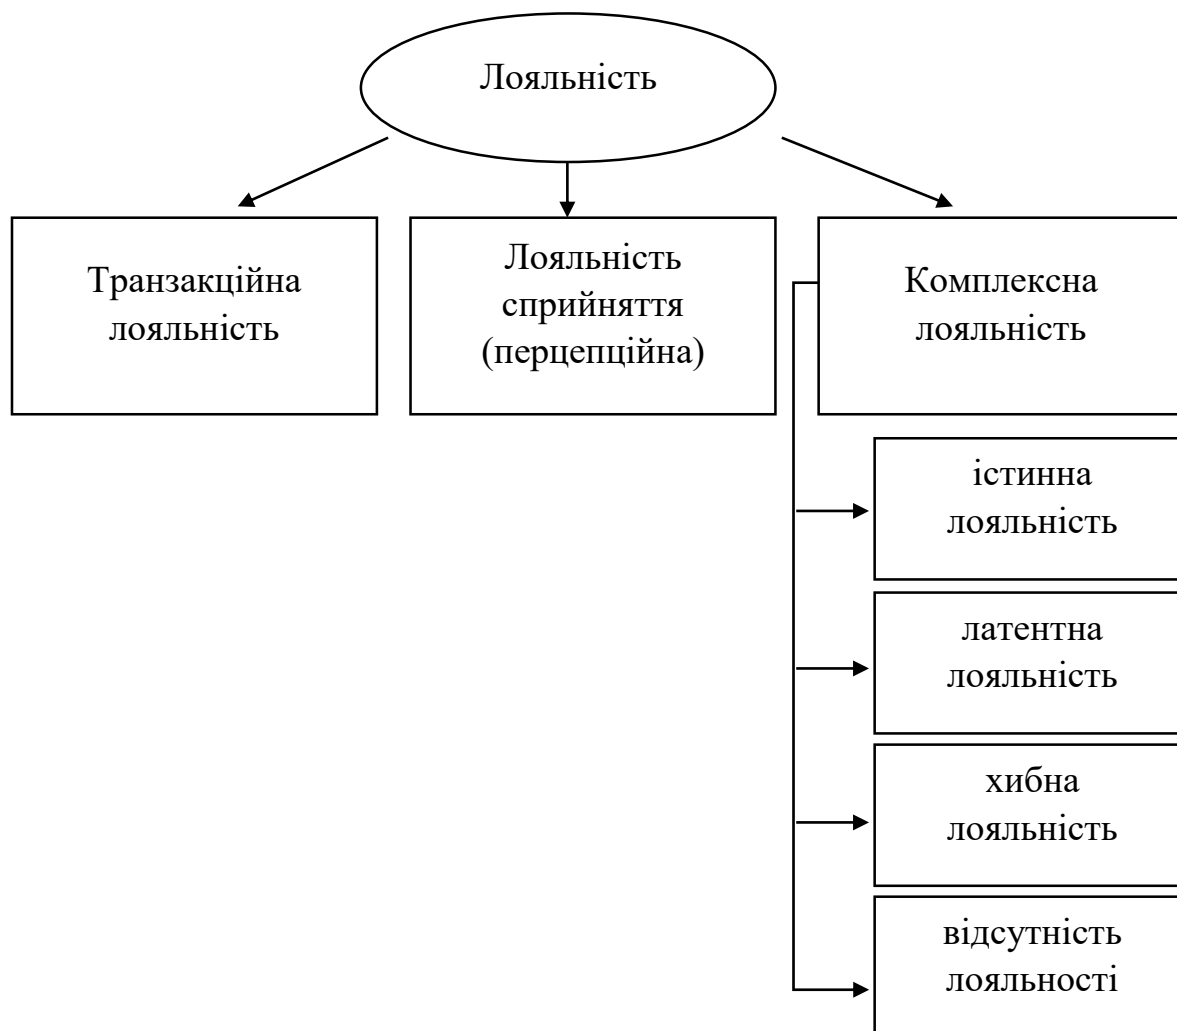 Лояльність
Транзакційна
лояльність
Лояльність
сприйняття
(перцепційна)
Комплексна
лояльність
істинна
лояльність
латентна
лояльність
хибна
лояльність
відсутність
лояльності